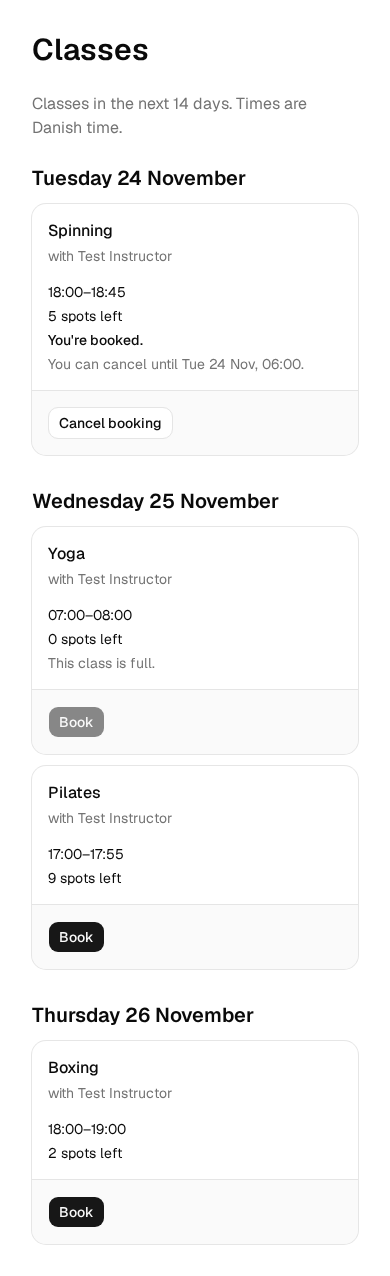 Classes
Classes in the next 14 days. Times are
Danish time.
Tuesday 24 November
Spinning
with Test Instructor
18:00–18:45
5 spots left
You're booked.
You can cancel until Tue 24 Nov, 06:00.
Cancel booking
Wednesday 25 November
Yoga
with Test Instructor
07:00–08:00
0 spots left
This class is full.
Book
Pilates
with Test Instructor
17:00–17:55
9 spots left
Book
Thursday 26 November
Boxing
with Test Instructor
18:00–19:00
2 spots left
Book